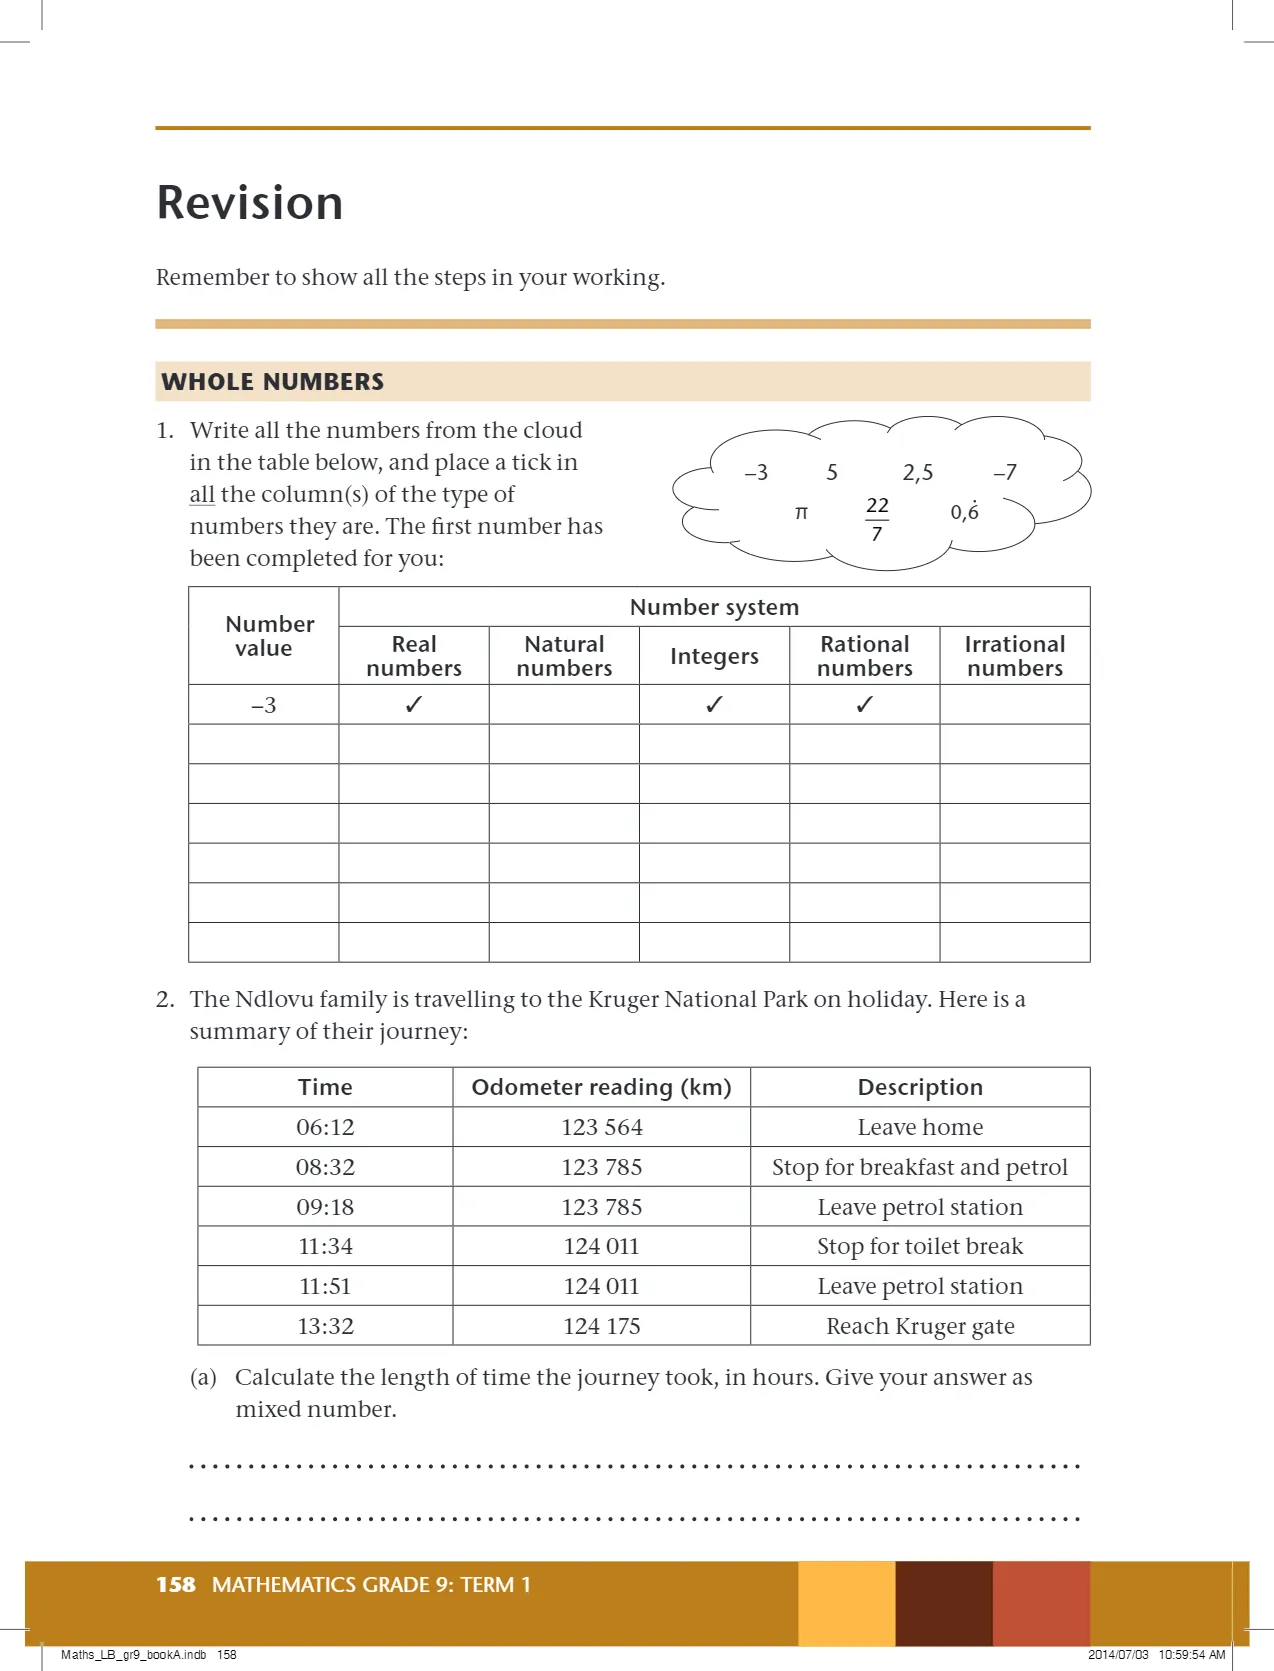 Revision
Remember to show all the steps in your working.
WHOLE NUMBERS
1. Write all the numbers from the cloud
in the table below, and place a tick in
all the column(s) of the type of
numbers they are. The first number has
been completed for you:
–3 5 2,5 –7
π 22/7 0,6̇
Number value
Number system
Real numbers
Natural numbers
Integers
Rational numbers
Irrational numbers
–3 ✓ ✓ ✓
2. The Ndlovu family is travelling to the Kruger National Park on holiday. Here is a
summary of their journey:
Time Odometer reading (km) Description
06:12 123 564 Leave home
08:32 123 785 Stop for breakfast and petrol
09:18 123 785 Leave petrol station
11:34 124 011 Stop for toilet break
11:51 124 011 Leave petrol station
13:32 124 175 Reach Kruger gate
(a) Calculate the length of time the journey took, in hours. Give your answer as
mixed number.
158 MATHEMATICS GRADE 9: TERM 1
Maths_LB_gr9_bookA.indb 158
2014/07/03 10:59:54 AM